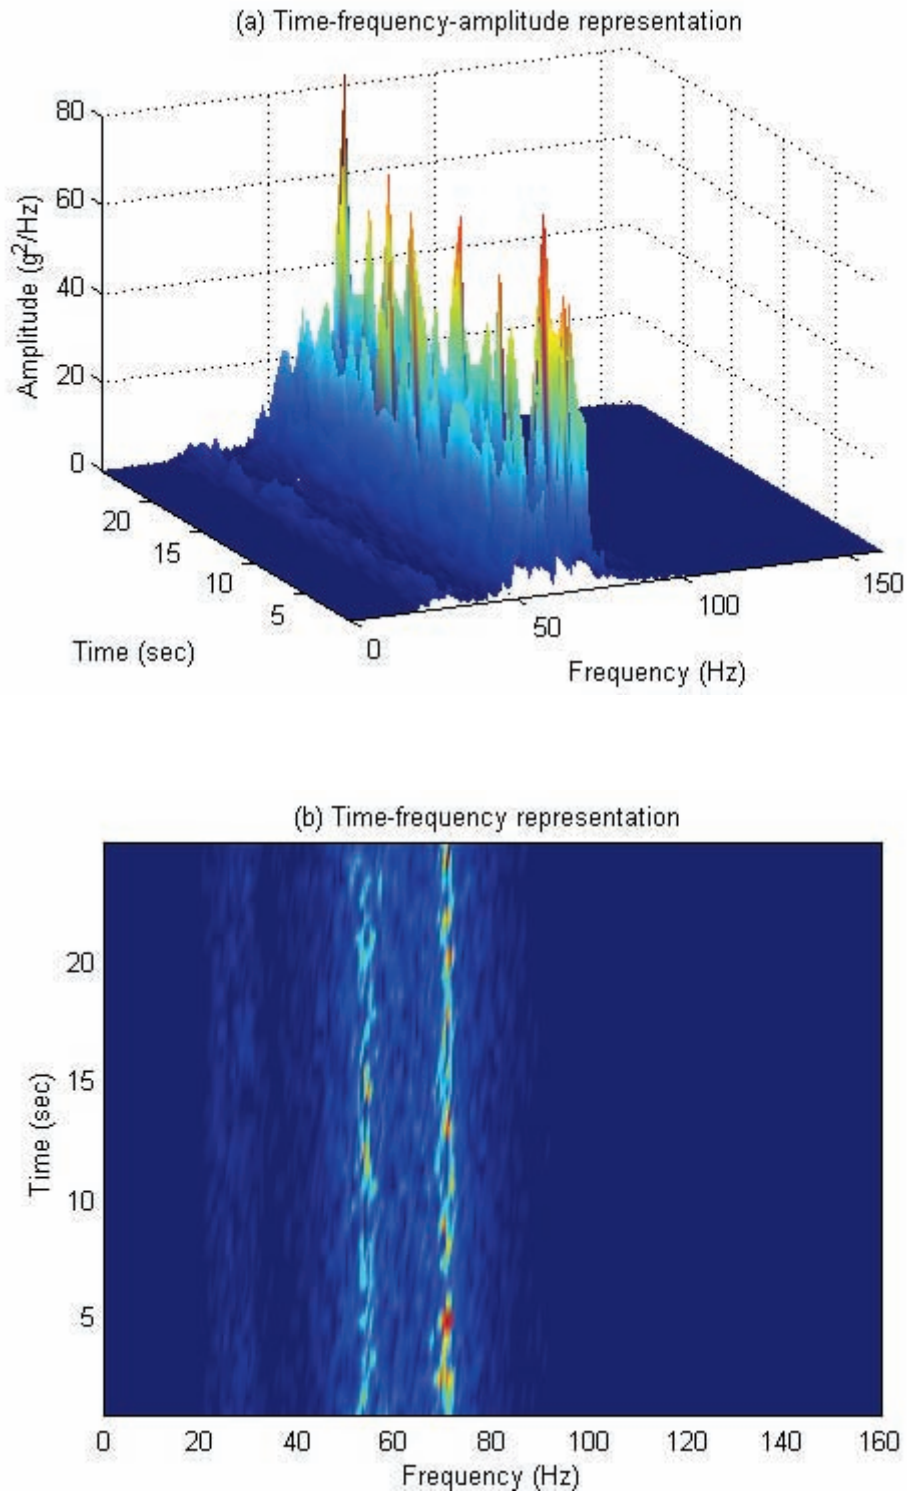 (a) Time-frequency-amplitude representation
80
60
40
20
0
Amplitude (g²/Hz)
20
15
10
5
Time (sec)
0
50
100
150
Frequency (Hz)
(b) Time-frequency representation
20
15
10
5
Time (sec)
0 20 40 60 80 100 120 140 160
Frequency (Hz)